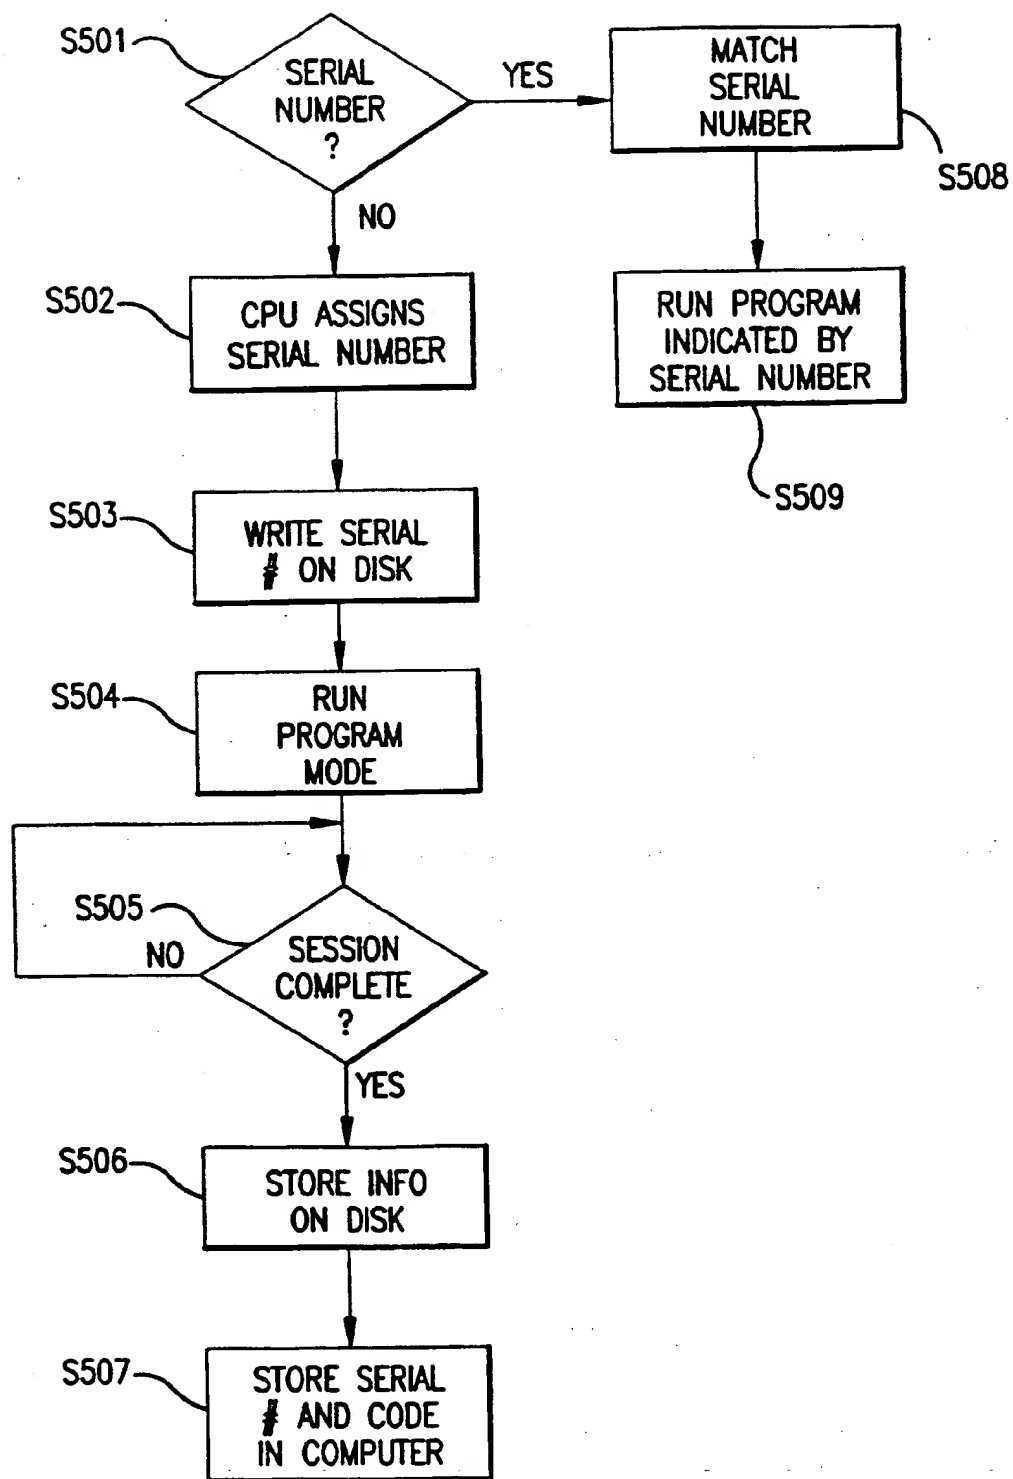 S501
SERIAL
NUMBER
?
YES
MATCH
SERIAL
NUMBER
S508
NO
S502
CPU ASSIGNS
SERIAL NUMBER
RUN PROGRAM
INDICATED BY
SERIAL NUMBER
S509
S503
WRITE SERIAL
# ON DISK
S504
RUN
PROGRAM
MODE
S505
NO
SESSION
COMPLETE
?
YES
S506
STORE INFO
ON DISK
S507
STORE SERIAL
# AND CODE
IN COMPUTER